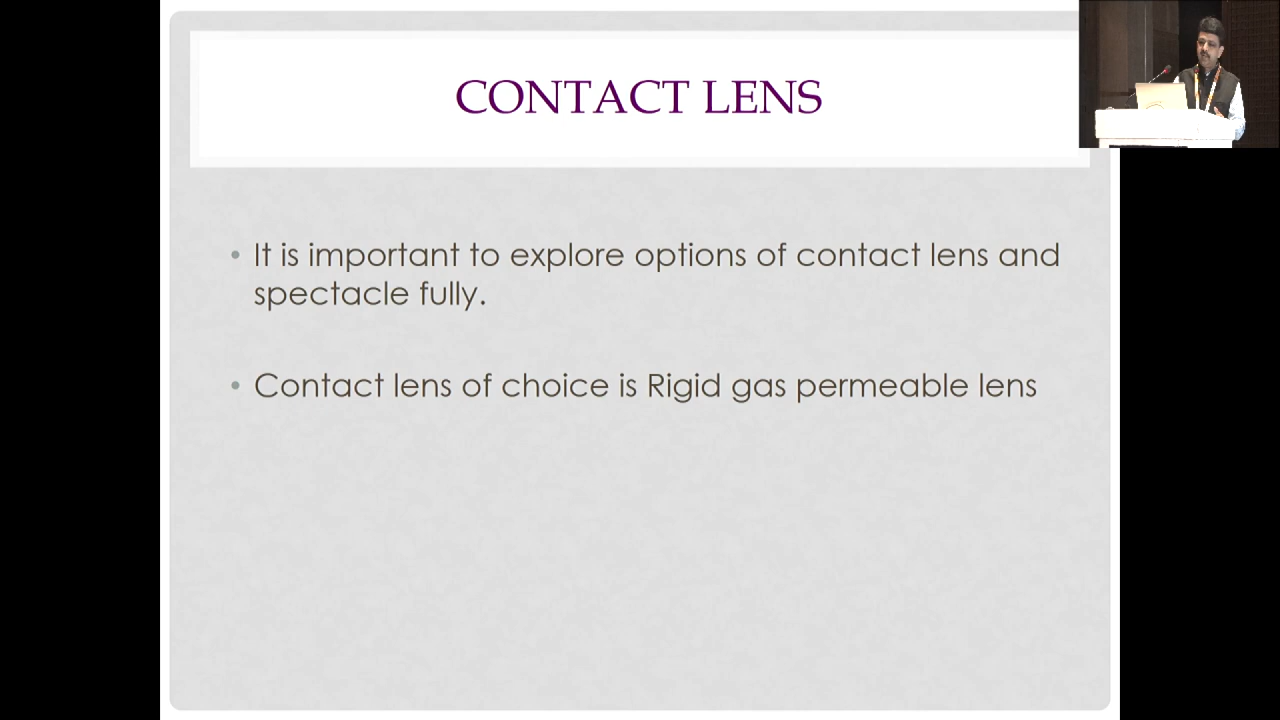 CONTACT LENS
• It is important to explore options of contact lens and
spectacle fully.
• Contact lens of choice is Rigid gas permeable lens